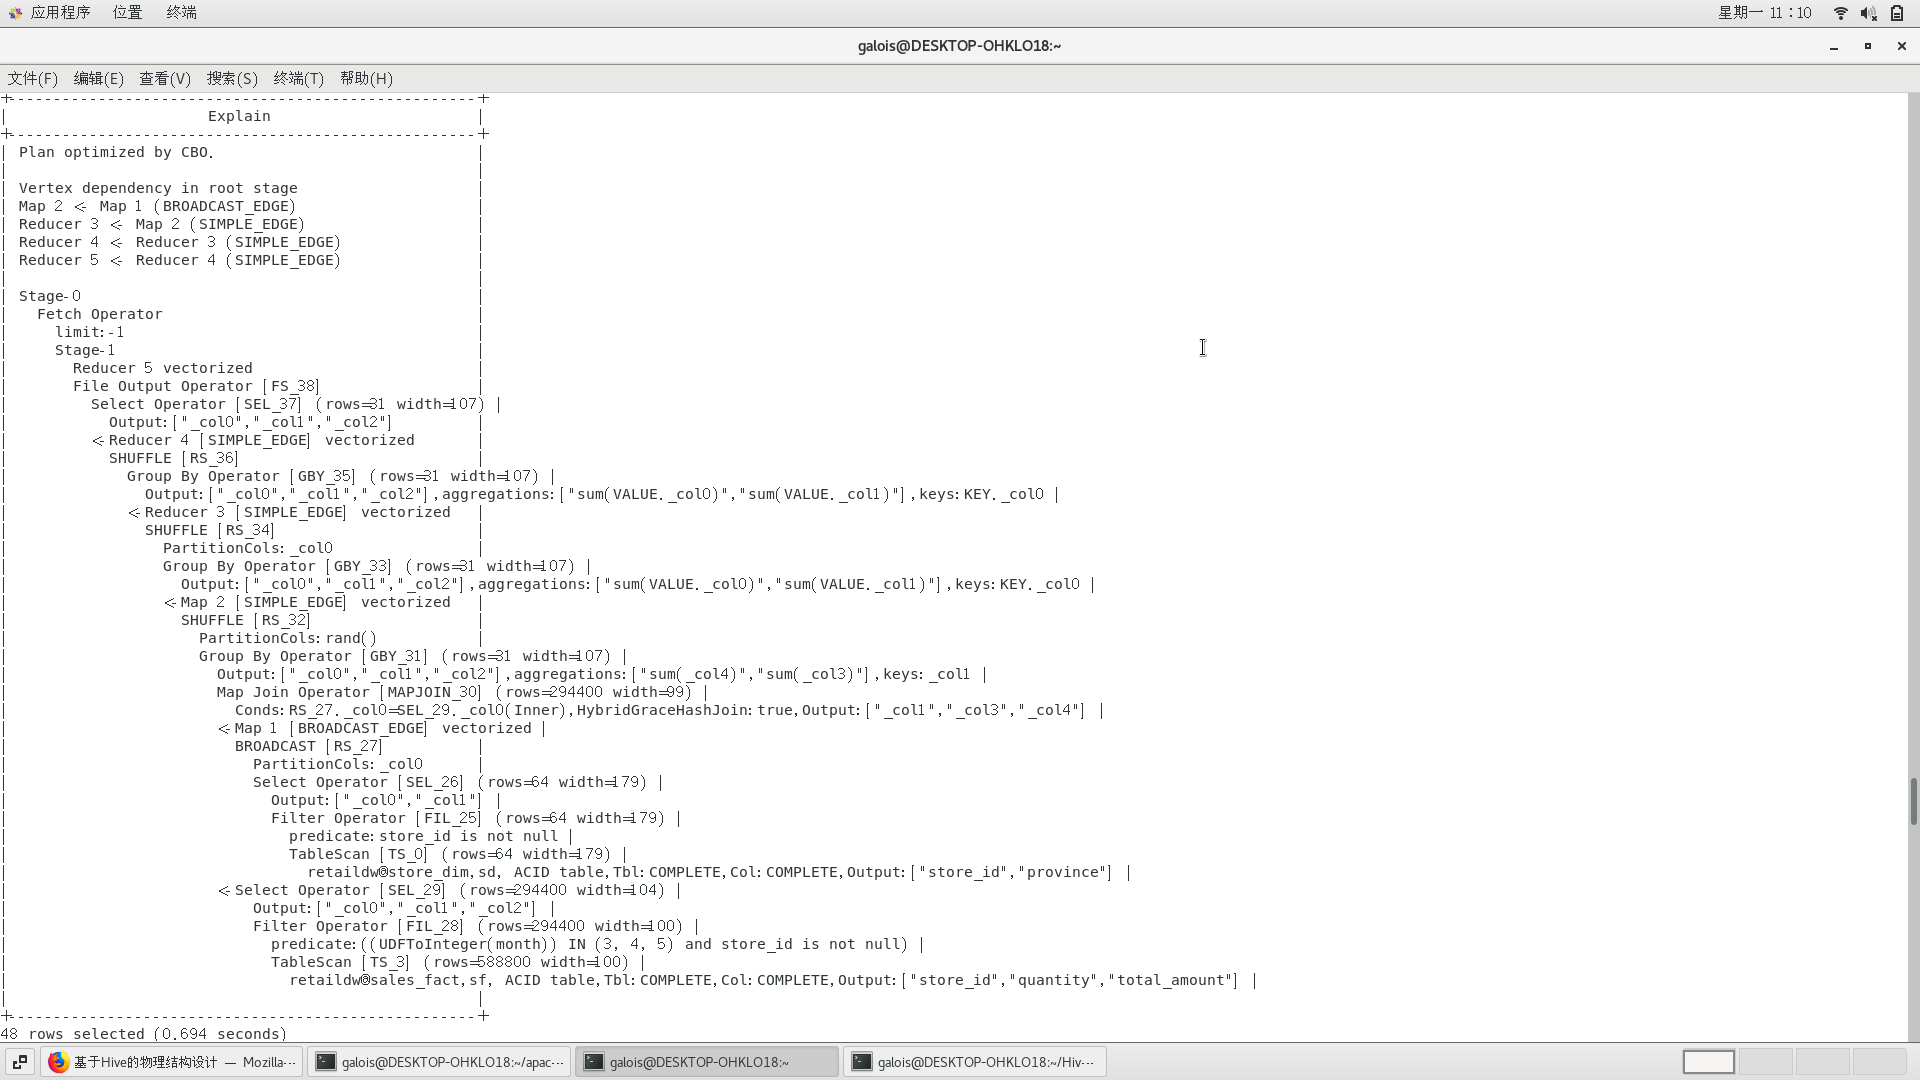 应用程序 位置 终端 星期一 11：10
galois@DESKTOP-OHKLO18:~
文件(F) 编辑(E) 查看(V) 搜索(S) 终端(T) 帮助(H)
+----------------------------------------------------+
| Explain |
+----------------------------------------------------+
| Plan optimized by CBO. |
| |
| Vertex dependency in root stage |
| Map 2 <- Map 1 (BROADCAST_EDGE) |
| Reducer 3 <- Map 2 (SIMPLE_EDGE) |
| Reducer 4 <- Reducer 3 (SIMPLE_EDGE) |
| Reducer 5 <- Reducer 4 (SIMPLE_EDGE) |
| |
| Stage-0 |
| Fetch Operator |
| limit:-1 |
| Stage-1 |
| Reducer 5 vectorized |
| File Output Operator [FS_38] |
| Select Operator [SEL_37] (rows=31 width=107) |
| Output:["_col0","_col1","_col2"] |
| <-Reducer 4 [SIMPLE_EDGE] vectorized |
| SHUFFLE [RS_36] |
| Group By Operator [GBY_35] (rows=31 width=107) |
| Output:["_col0","_col1","_col2"],aggregations:["sum(VALUE._col0)","sum(VALUE._col1)"],keys:KEY._col0 |
| <-Reducer 3 [SIMPLE_EDGE] vectorized |
| SHUFFLE [RS_34] |
| PartitionCols:_col0 |
| Group By Operator [GBY_33] (rows=31 width=107) |
| Output:["_col0","_col1","_col2"],aggregations:["sum(VALUE._col0)","sum(VALUE._col1)"],keys:KEY._col0 |
| <-Map 2 [SIMPLE_EDGE] vectorized |
| SHUFFLE [RS_32] |
| PartitionCols:rand() |
| Group By Operator [GBY_31] (rows=31 width=107) |
| Output:["_col0","_col1","_col2"],aggregations:["sum(_col4)","sum(_col3)"],keys:_col1 |
| Map Join Operator [MAPJOIN_30] (rows=294400 width=99) |
| Conds:RS_27._col0=SEL_29._col0(Inner),HybridGraceHashJoin:true,Output:["_col1","_col3","_col4"] |
| <-Map 1 [BROADCAST_EDGE] vectorized |
| BROADCAST [RS_27] |
| PartitionCols:_col0 |
| Select Operator [SEL_26] (rows=64 width=179) |
| Output:["_col0","_col1"] |
| Filter Operator [FIL_25] (rows=64 width=179) |
| predicate:store_id is not null |
| TableScan [TS_0] (rows=64 width=179) |
| retaildw@store_dim,sd, ACID table,Tbl:COMPLETE,Col:COMPLETE,Output:["store_id","province"] |
| <-Select Operator [SEL_29] (rows=294400 width=104) |
| Output:["_col0","_col1","_col2"] |
| Filter Operator [FIL_28] (rows=294400 width=100) |
| predicate:((UDFToInteger(month)) IN (3, 4, 5) and store_id is not null) |
| TableScan [TS_3] (rows=588800 width=100) |
| retaildw@sales_fact,sf, ACID table,Tbl:COMPLETE,Col:COMPLETE,Output:["store_id","quantity","total_amount"] |
| |
+----------------------------------------------------+
48 rows selected (0.694 seconds)
基于Hive的物理结构设计 — Mozilla··· galois@DESKTOP-OHKLO18:~/apac··· galois@DESKTOP-OHKLO18:~ galois@DESKTOP-OHKLO18:~/Hiv···